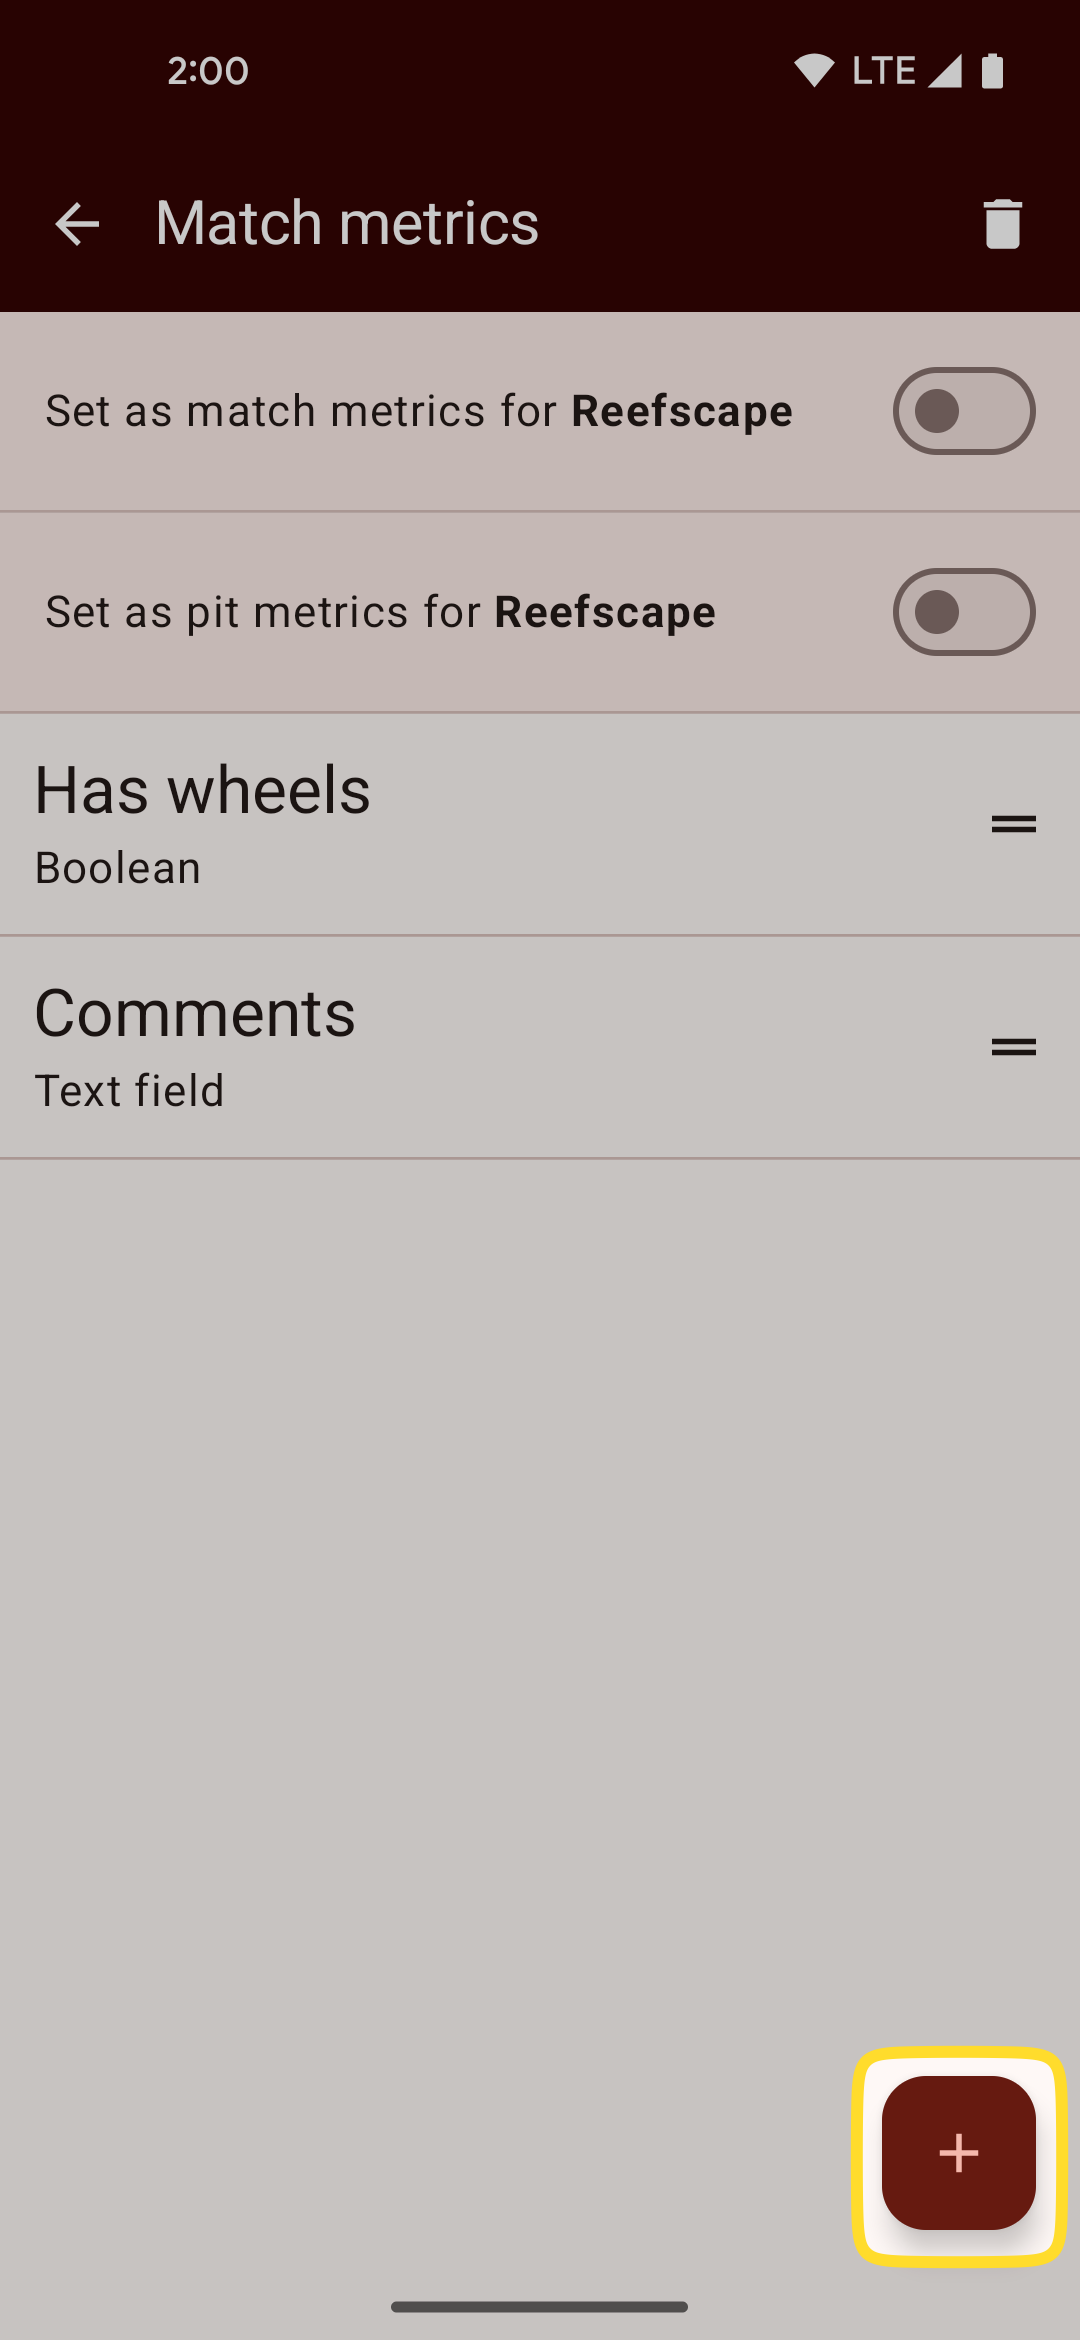 2:00
LTE
Match metrics
Set as match metrics for Reefscape
Set as pit metrics for Reefscape
Has wheels
Boolean
Comments
Text field